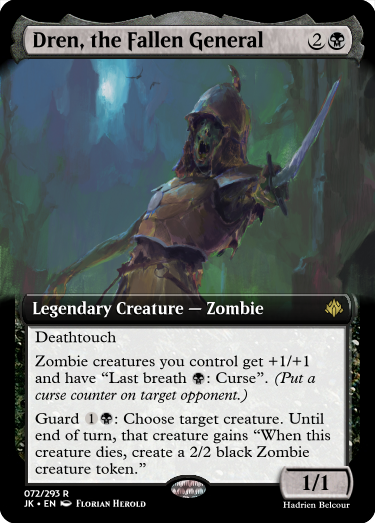 Dren, the Fallen General 2
Legendary Creature — Zombie
Deathtouch
Zombie creatures you control get +1/+1
and have “Last breath : Curse”. (Put a
curse counter on target opponent.)
Guard 1 : Choose target creature. Until
end of turn, that creature gains “When this
creature dies, create a 2/2 black Zombie
creature token.”
1/1
072/293 R
JK • EN Florian Herold
Hadrien Belcour